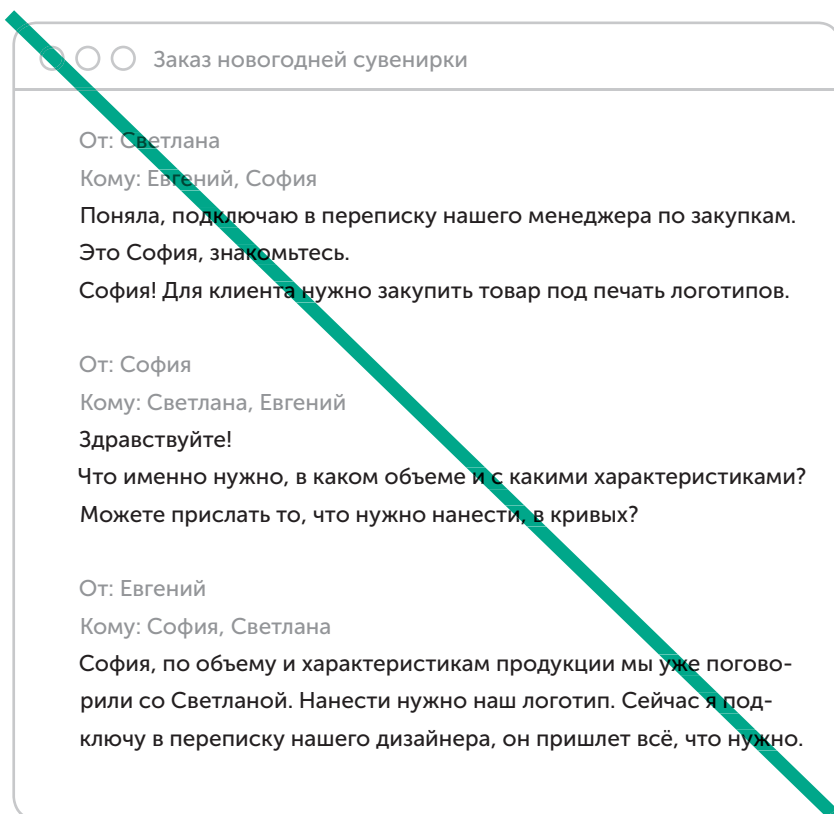 Заказ новогодней сувенирки
От: Светлана
Кому: Евгений, София
Поняла, подключаю в переписку нашего менеджера по закупкам.
Это София, знакомьтесь.
София! Для клиента нужно закупить товар под печать логотипов.
От: София
Кому: Светлана, Евгений
Здравствуйте!
Что именно нужно, в каком объеме и с какими характеристиками?
Можете прислать то, что нужно нанести, в кривых?
От: Евгений
Кому: София, Светлана
София, по объему и характеристикам продукции мы уже погово-
рили со Светланой. Нанести нужно наш логотип. Сейчас я под-
ключу в переписку нашего дизайнера, он пришлет всё, что нужно.